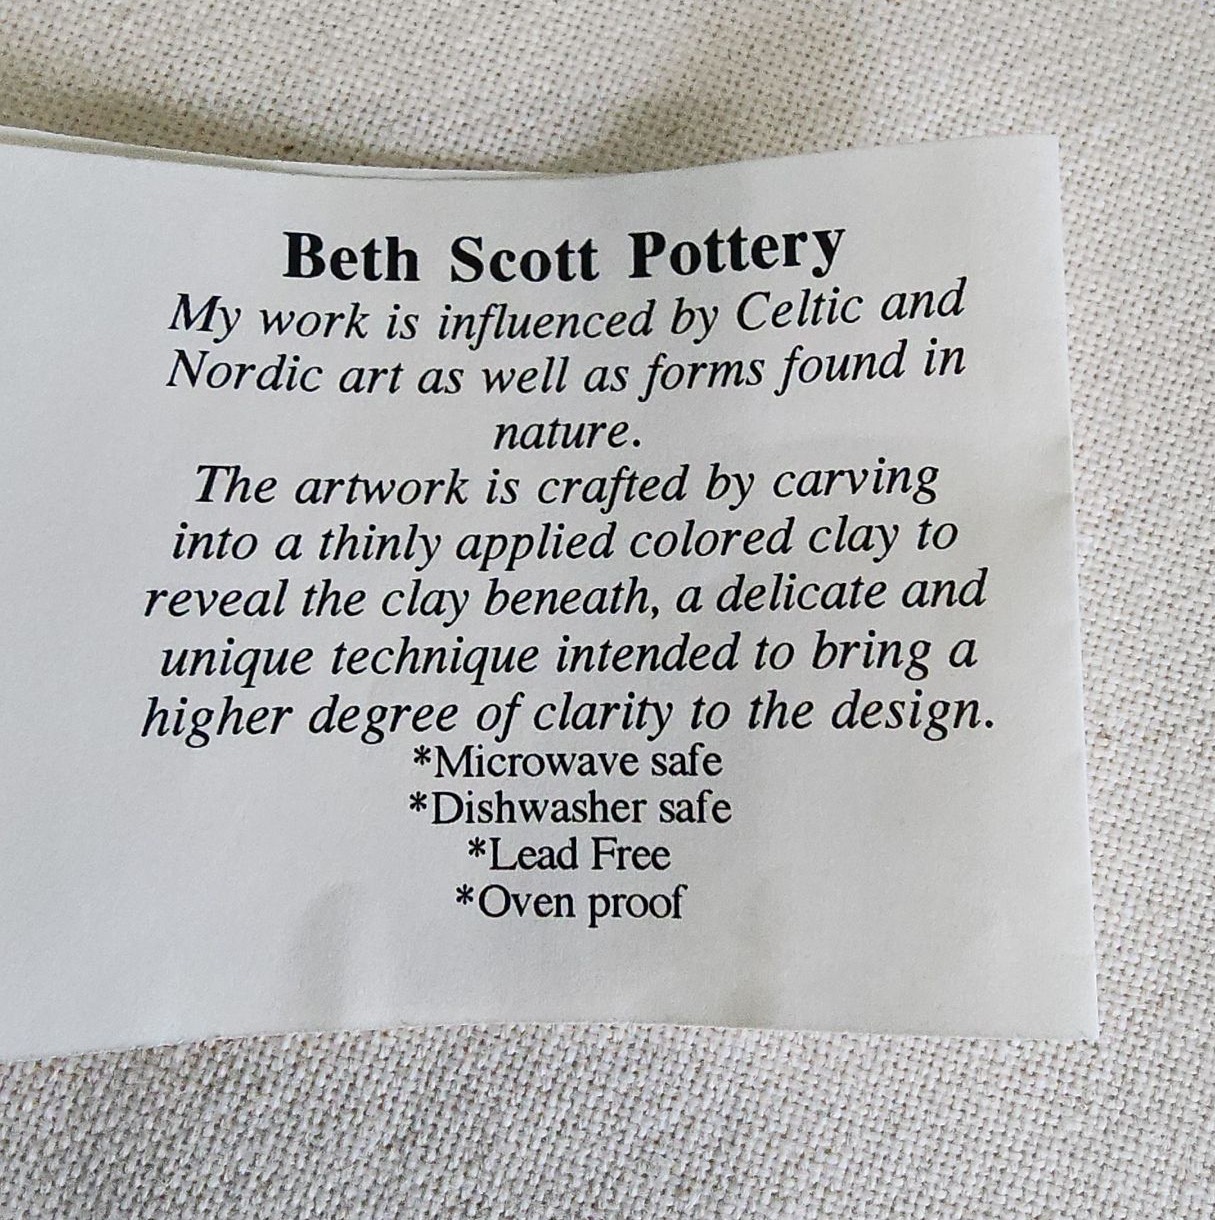 Beth Scott Pottery
My work is influenced by Celtic and
Nordic art as well as forms found in
nature.
The artwork is crafted by carving
into a thinly applied colored clay to
reveal the clay beneath, a delicate and
unique technique intended to bring a
higher degree of clarity to the design.
*Microwave safe
*Dishwasher safe
*Lead Free
*Oven proof